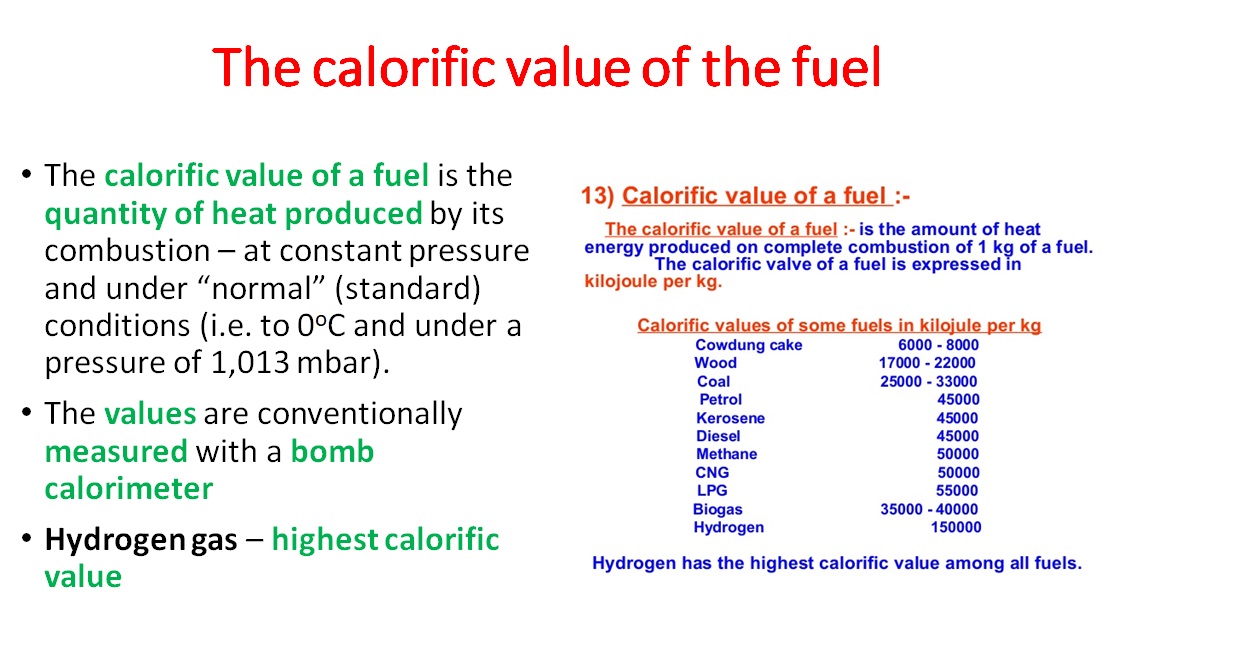 The calorific value of the fuel
• The calorific value of a fuel is the
quantity of heat produced by its
combustion – at constant pressure
and under “normal” (standard)
conditions (i.e. to 0oC and under a
pressure of 1,013 mbar).
• The values are conventionally
measured with a bomb
calorimeter
• Hydrogen gas – highest calorific
value
13) Calorific value of a fuel :-
The calorific value of a fuel :- is the amount of heat
energy produced on complete combustion of 1 kg of a fuel.
The calorific valve of a fuel is expressed in
kilojoule per kg.
Calorific values of some fuels in kilojule per kg
Cowdung cake 6000 - 8000
Wood 17000 - 22000
Coal 25000 - 33000
Petrol 45000
Kerosene 45000
Diesel 45000
Methane 50000
CNG 50000
LPG 55000
Biogas 35000 - 40000
Hydrogen 150000
Hydrogen has the highest calorific value among all fuels.